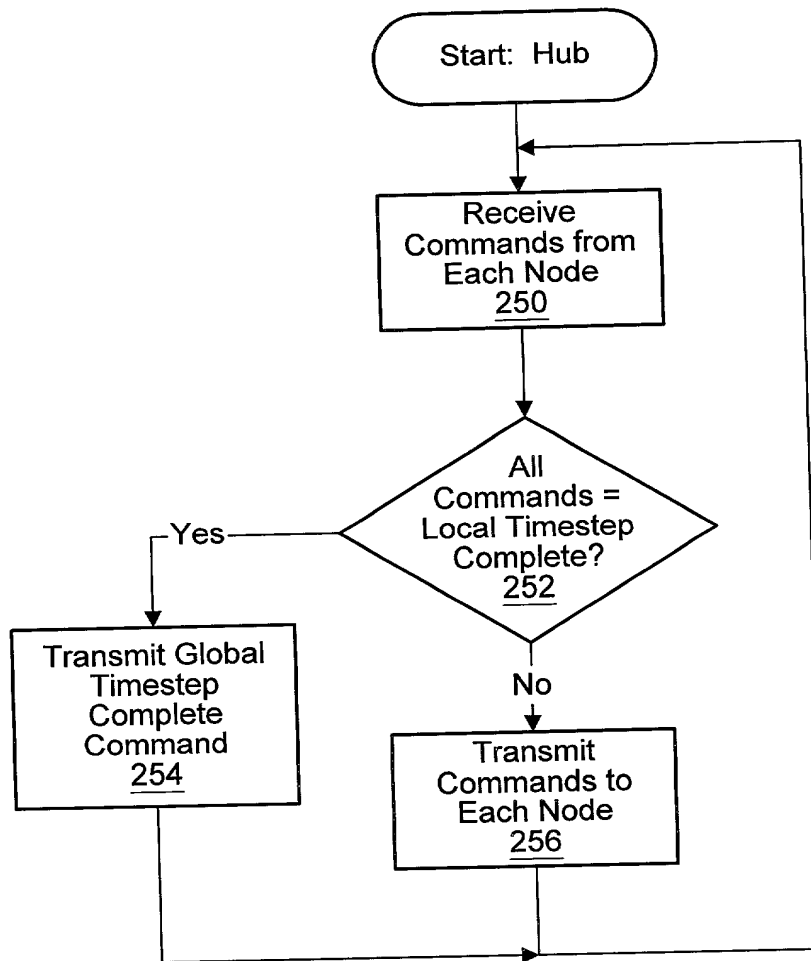 Start: Hub
Receive
Commands from
Each Node
250
All
Commands =
Local Timestep
Complete?
252
Yes
No
Transmit Global
Timestep
Complete
Command
254
Transmit
Commands to
Each Node
256